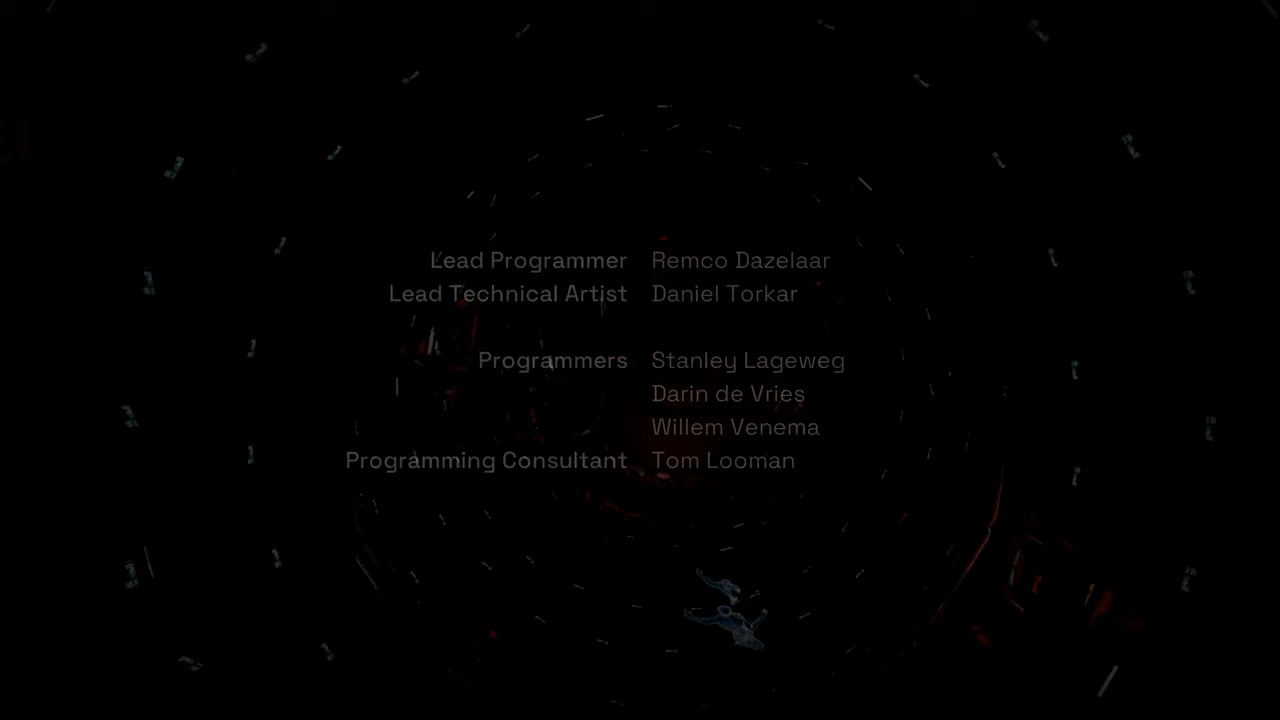 Lead Programmer Remco Dazelaar
Lead Technical Artist Daniel Torkar
Programmers Stanley Lageweg
Darin de Vries
Willem Venema
Programming Consultant Tom Looman